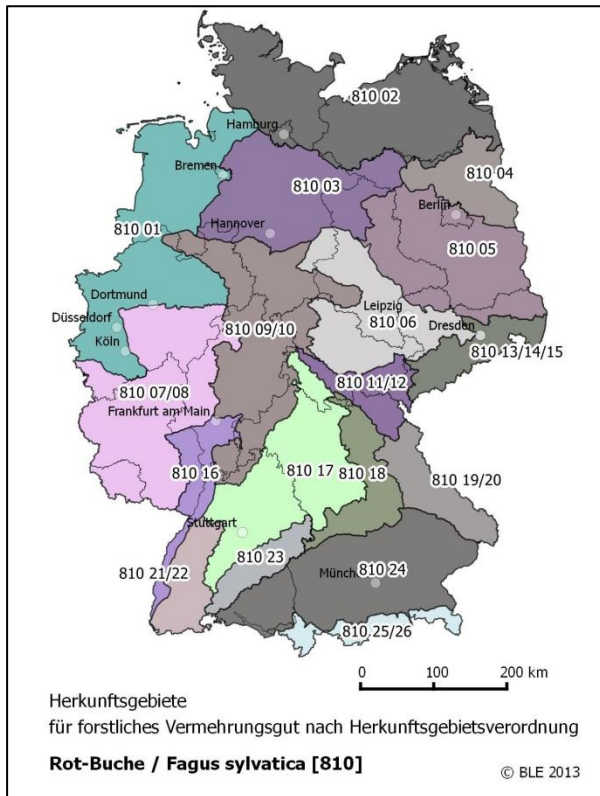 810 02
Hamburg
810 04
Bremen
810 03
Berlin
Hannover
810 01
810 05
Dortmund
Leipzig
Düsseldorf
810 09/10
810 06
Dresden
Köln
810 13/14/15
810 11/12
810 07/08
Frankfurt am Main
810 16
810 17
810 18
810 19/20
Stuttgart
810 23
810 21/22
Münch
810 24
810 25/26
0 100 200 km
Herkunftsgebiete
für forstliches Vermehrungsgut nach Herkunftsgebietsverordnung
Rot-Buche / Fagus sylvatica [810]
© BLE 2013